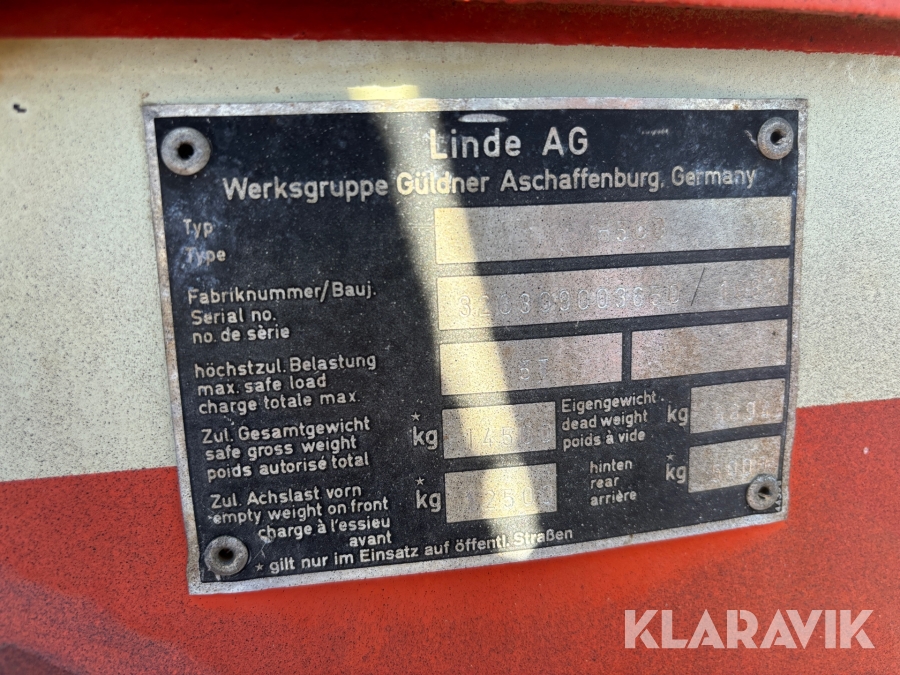 Linde AG
Werksgruppe Güldner Aschaffenburg, Germany
Typ
Type
Fabriknummer/Bauj.
Serial no.
no. de sèrie
höchstzul. Belastung
max. safe load
charge totale max.
Zul. Gesamtgewicht
safe gross weight
poids autorisé total
* kg
Eigengewicht
dead weight
poids à vide
* kg
Zul. Achslast vorn
empty weight on front
charge à l'essieu
avant
* kg
hinten
rear
arrière
* kg
* gilt nur im Einsatz auf öffentl. Straßen
KLARAVIK